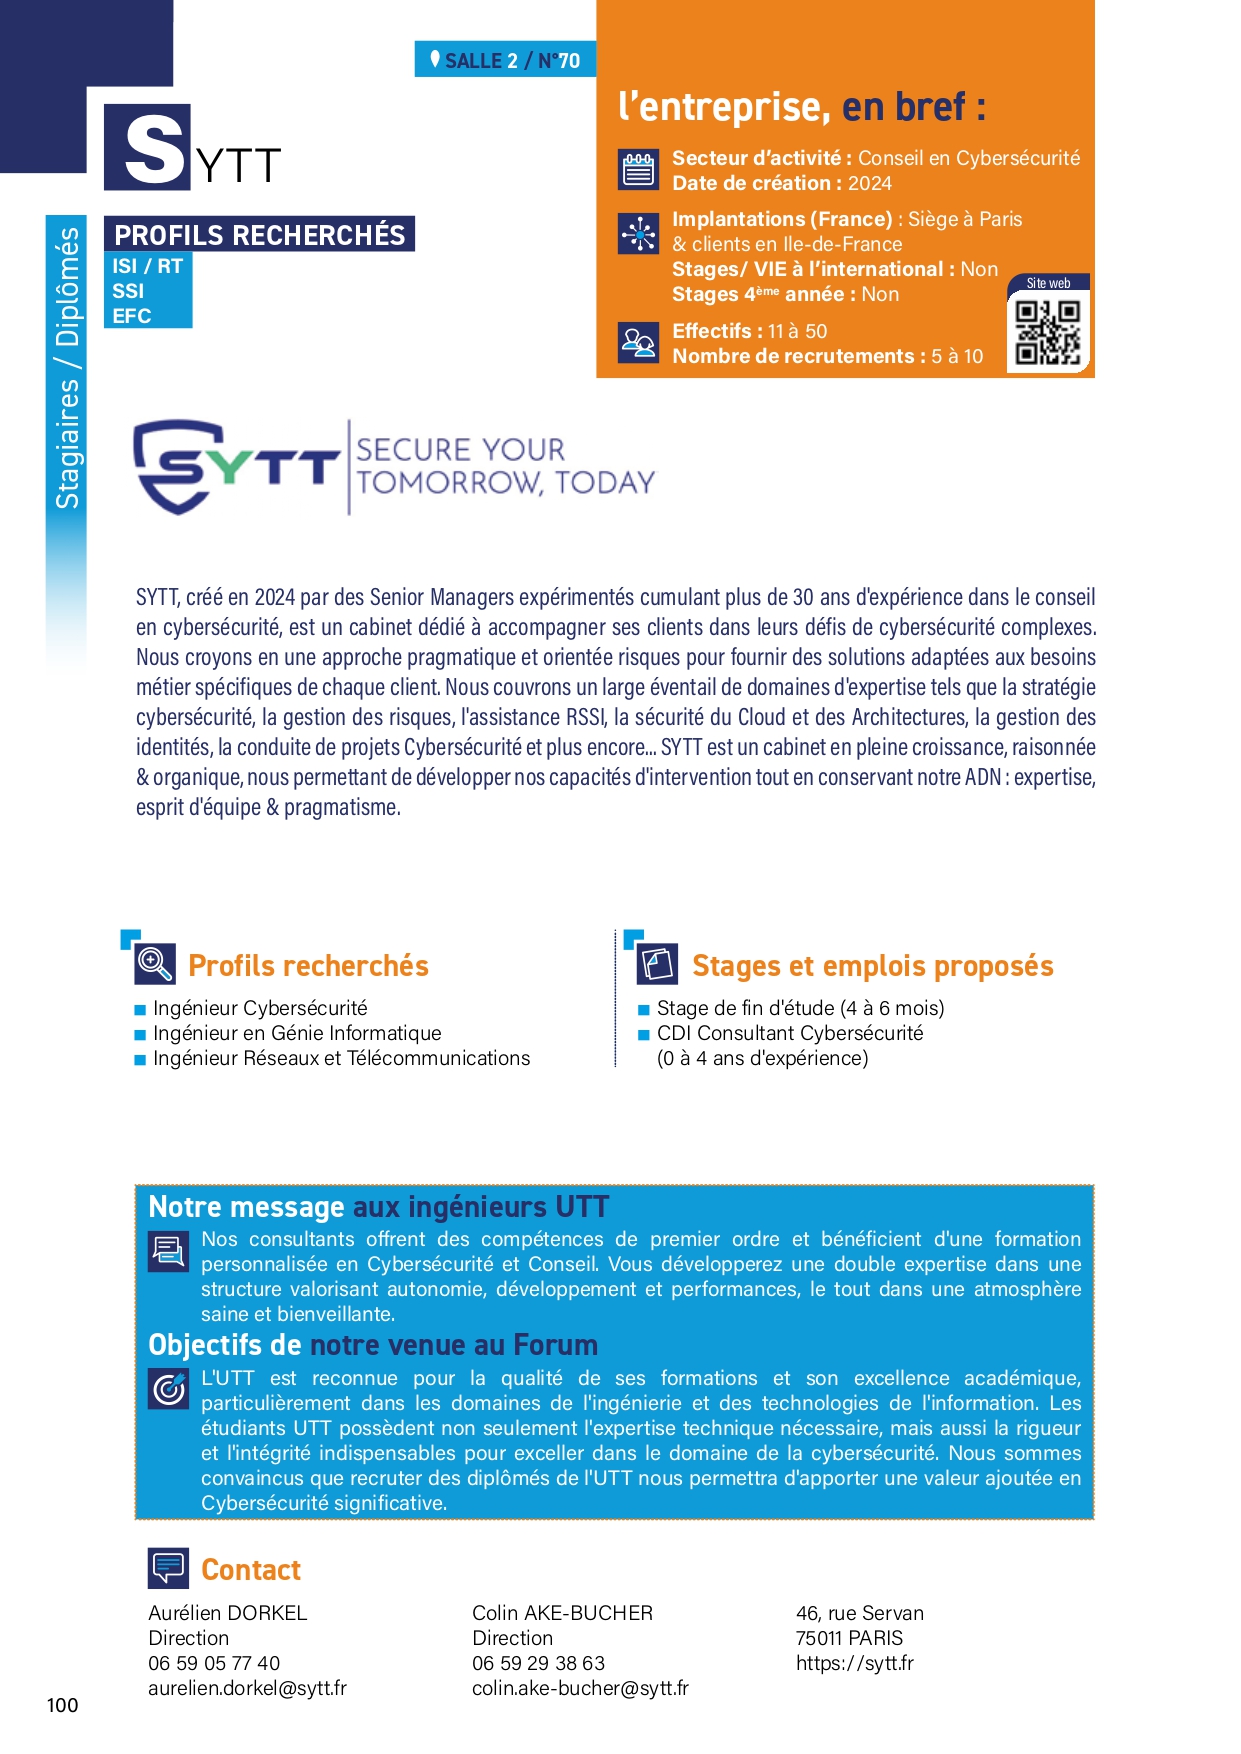 SALLE 2 / N°70
SYTT
PROFILS RECHERCHÉS
ISI / RT
SSI
EFC
Stagiaires / Diplômés
l'entreprise, en bref :
Secteur d'activité : Conseil en Cybersécurité
Date de création : 2024
Implantations (France) : Siège à Paris
& clients en Ile-de-France
Stages/ VIE à l'international : Non
Stages 4ème année : Non
Effectifs : 11 à 50
Nombre de recrutements : 5 à 10
Site web
SYTT
SECURE YOUR
TOMORROW, TODAY
SYTT, créé en 2024 par des Senior Managers expérimentés cumulant plus de 30 ans d'expérience dans le conseil
en cybersécurité, est un cabinet dédié à accompagner ses clients dans leurs défis de cybersécurité complexes.
Nous croyons en une approche pragmatique et orientée risques pour fournir des solutions adaptées aux besoins
métier spécifiques de chaque client. Nous couvrons un large éventail de domaines d'expertise tels que la stratégie
cybersécurité, la gestion des risques, l'assistance RSSI, la sécurité du Cloud et des Architectures, la gestion des
identités, la conduite de projets Cybersécurité et plus encore... SYTT est un cabinet en pleine croissance, raisonnée
& organique, nous permettant de développer nos capacités d'intervention tout en conservant notre ADN : expertise,
esprit d'équipe & pragmatisme.
Profils recherchés
Ingénieur Cybersécurité
Ingénieur en Génie Informatique
Ingénieur Réseaux et Télécommunications
Stages et emplois proposés
Stage de fin d'étude (4 à 6 mois)
CDI Consultant Cybersécurité
(0 à 4 ans d'expérience)
Notre message aux ingénieurs UTT
Nos consultants offrent des compétences de premier ordre et bénéficient d'une formation
personnalisée en Cybersécurité et Conseil. Vous développerez une double expertise dans une
structure valorisant autonomie, développement et performances, le tout dans une atmosphère
saine et bienveillante.
Objectifs de notre venue au Forum
L'UTT est reconnue pour la qualité de ses formations et son excellence académique,
particulièrement dans les domaines de l'ingénierie et des technologies de l'information. Les
étudiants UTT possèdent non seulement l'expertise technique nécessaire, mais aussi la rigueur
et l'intégrité indispensables pour exceller dans le domaine de la cybersécurité. Nous sommes
convaincus que recruter des diplômés de l'UTT nous permettra d'apporter une valeur ajoutée en
Cybersécurité significative.
Contact
Aurélien DORKEL
Direction
06 59 05 77 40
aurelien.dorkel@sytt.fr
Colin AKE-BUCHER
Direction
06 59 29 38 63
colin.ake-bucher@sytt.fr
46, rue Servan
75011 PARIS
https://sytt.fr
100